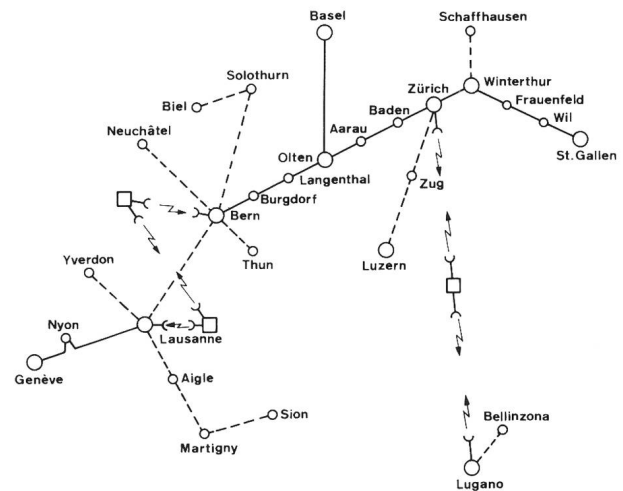 Basel
Schaffhausen
Solothurn
Zürich
Winterthur
Biel
Baden
Frauenfeld
Neuchâtel
Aarau
Wil
Olten
St. Gallen
Langenthal
Zug
Burgdorf
Bern
Yverdon
Thun
Luzern
Nyon
Lausanne
Genève
Aigle
Sion
Bellinzona
Martigny
Lugano